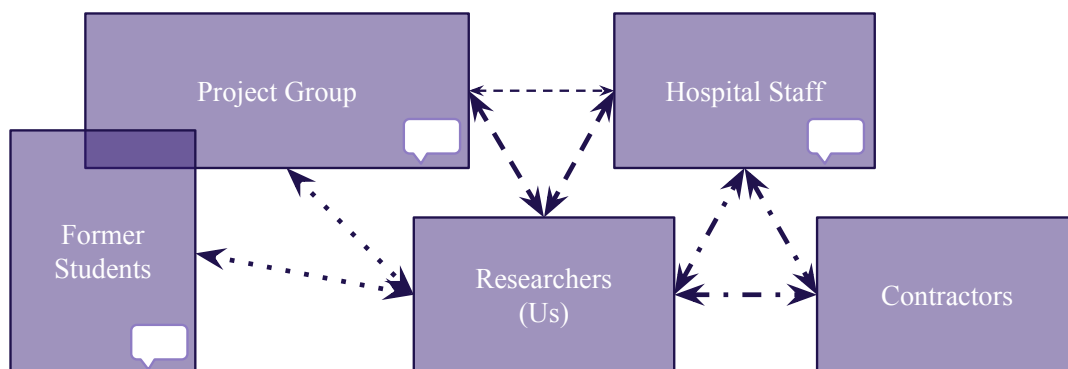 Project Group
Hospital Staff
Former
Students
Researchers
(Us)
Contractors